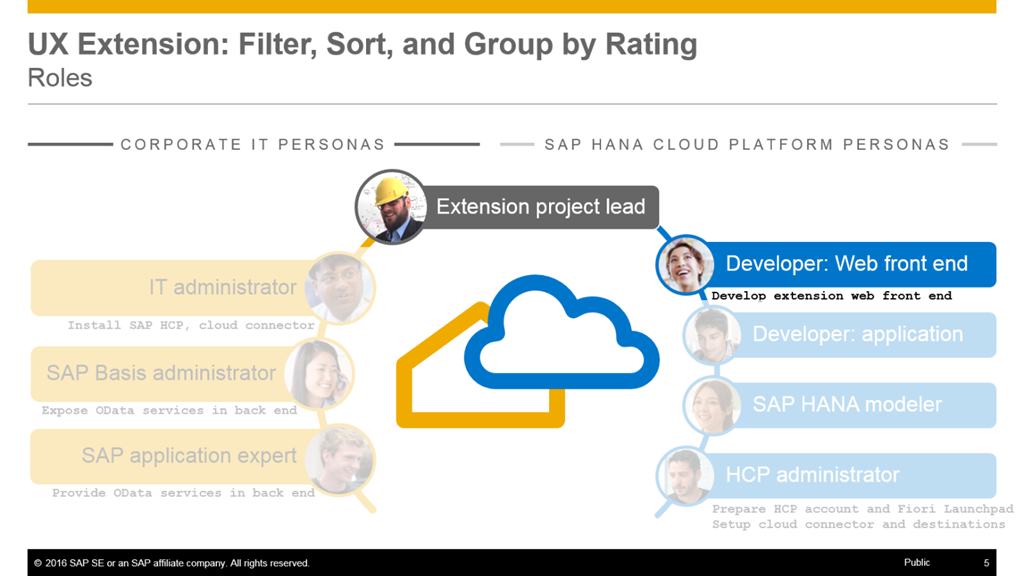 UX Extension: Filter, Sort, and Group by Rating
Roles
CORPORATE IT PERSONAS
SAP HANA CLOUD PLATFORM PERSONAS
Extension project lead
IT administrator
Install SAP HCP, cloud connector
SAP Basis administrator
Expose OData services in back end
SAP application expert
Provide OData services in back end
Developer: Web front end
Develop extension web front end
Developer: application
SAP HANA modeler
HCP administrator
Prepare HCP account and Fiori Launchpad
Setup cloud connector and destinations
© 2016 SAP SE or an SAP affiliate company. All rights reserved.
Public
5